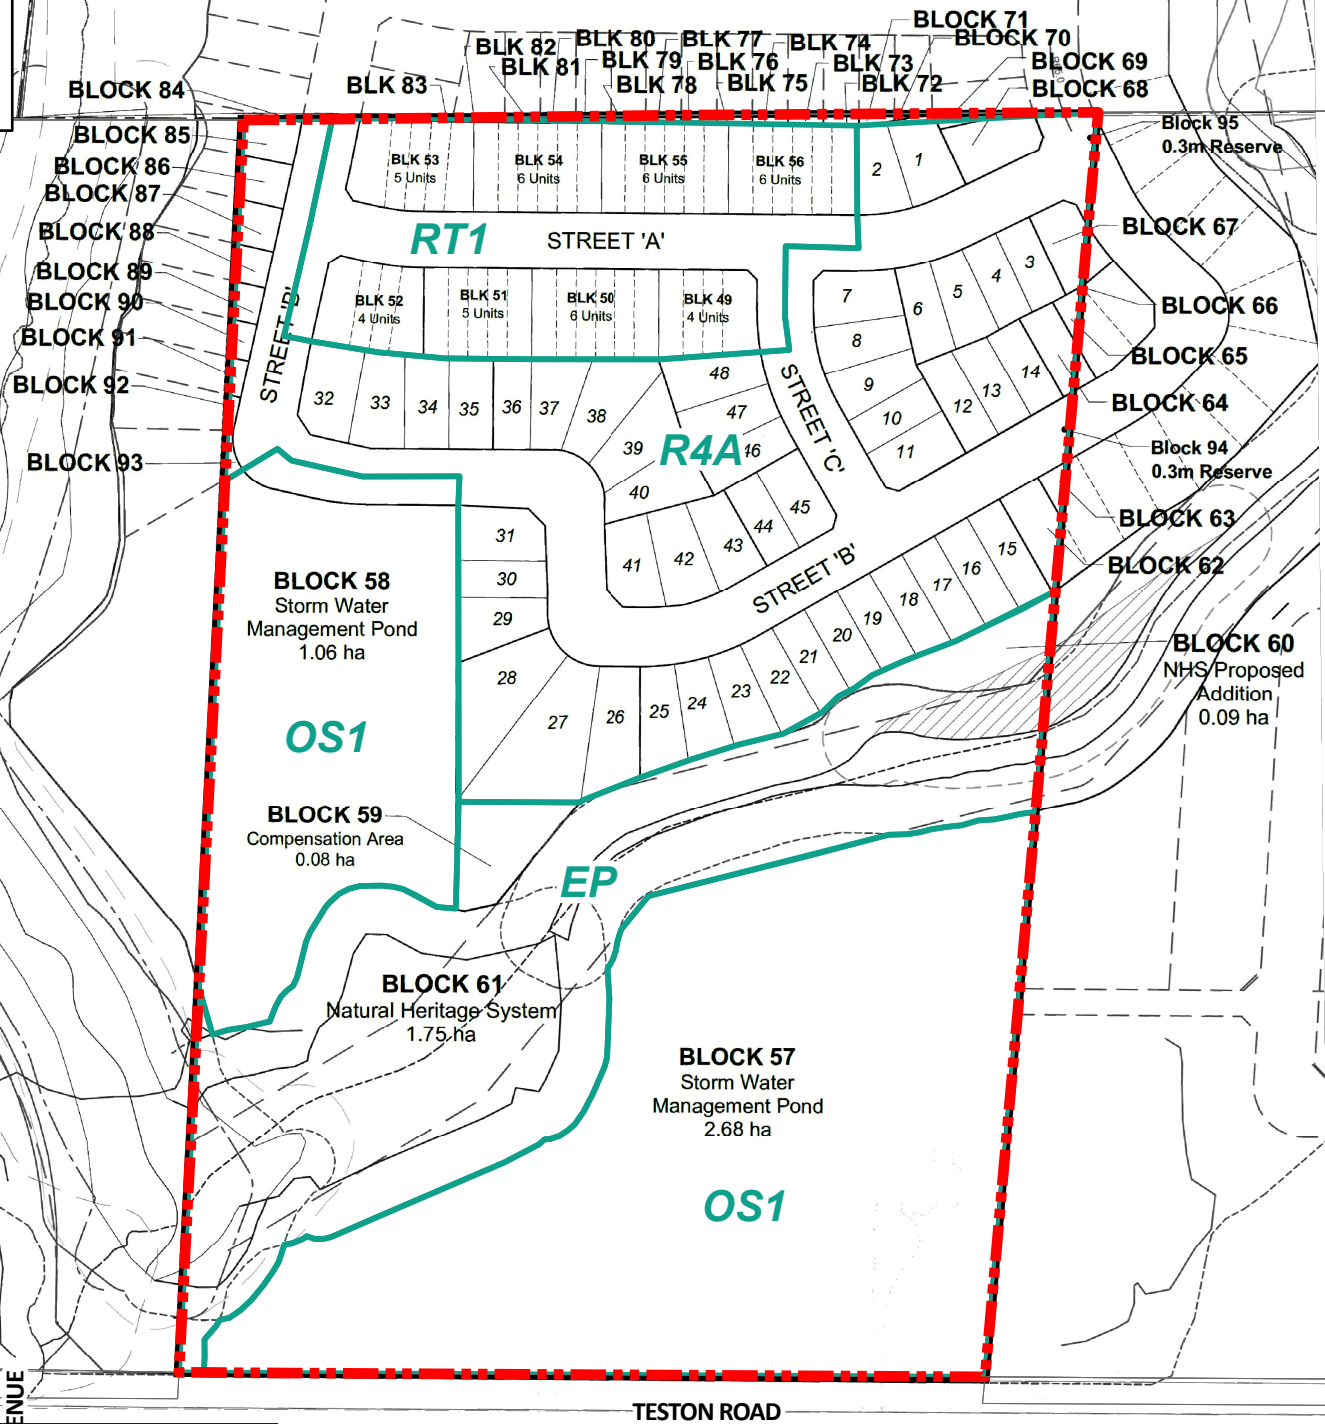 BLOCK 71
BLOCK 70
BLK 82
BLK 80
BLK 77
BLK 74
BLK 81
BLK 79
BLK 76
BLK 73
BLOCK 69
BLK 83
BLK 78
BLK 75
BLK 72
BLOCK 68
BLOCK 84
BLOCK 85
BLOCK 86
BLOCK 87
BLOCK 88
BLOCK 89
BLOCK 90
BLOCK 91
BLOCK 92
BLOCK 93
Block 95
0.3m Reserve
BLK 53
5 Units
BLK 54
6 Units
BLK 55
6 Units
BLK 56
6 Units
2
1
RT1
STREET 'A'
BLOCK 67
3
4
5
6
7
8
9
10
11
12
13
14
BLOCK 66
BLOCK 65
BLOCK 64
Block 94
0.3m Reserve
BLOCK 63
BLOCK 62
BLK 52
4 Units
BLK 51
5 Units
BLK 50
6 Units
BLK 49
4 Units
STREET 'B'
32
33
34
35
36
37
38
39
40
48
47
46
45
44
43
42
41
R4A
STREET 'C'
STREET 'B'
31
30
29
28
27
26
25
24
23
22
21
20
19
18
17
16
15
BLOCK 58
Storm Water
Management Pond
1.06 ha
OS1
BLOCK 60
NHS Proposed
Addition
0.09 ha
BLOCK 59
Compensation Area
0.08 ha
EP
BLOCK 61
Natural Heritage System
1.75 ha
BLOCK 57
Storm Water
Management Pond
2.68 ha
OS1
ENUE
TESTON ROAD